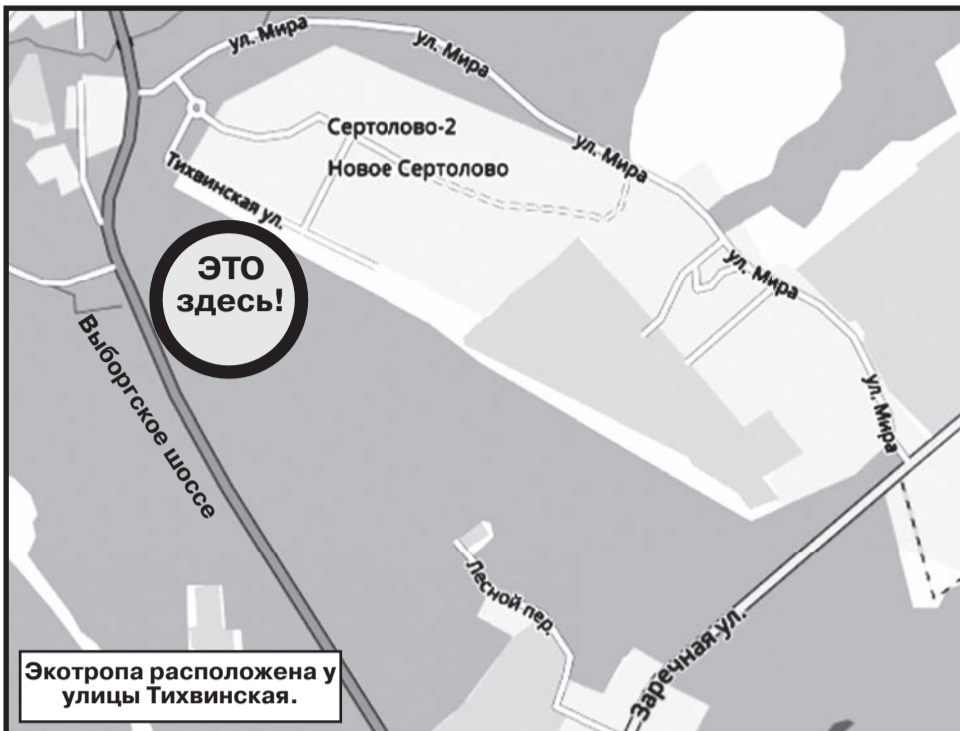 ул. Мира
ул. Мира
Сертолово-2
ул. Мира
Новое Сертолово
Тихвинская ул.
ЭТО
здесь!
ул. Мира
Выборгское шоссе
ул. Мира
Лесной пер.
Заречная ул.
Экотропа расположена у
улицы Тихвинская.